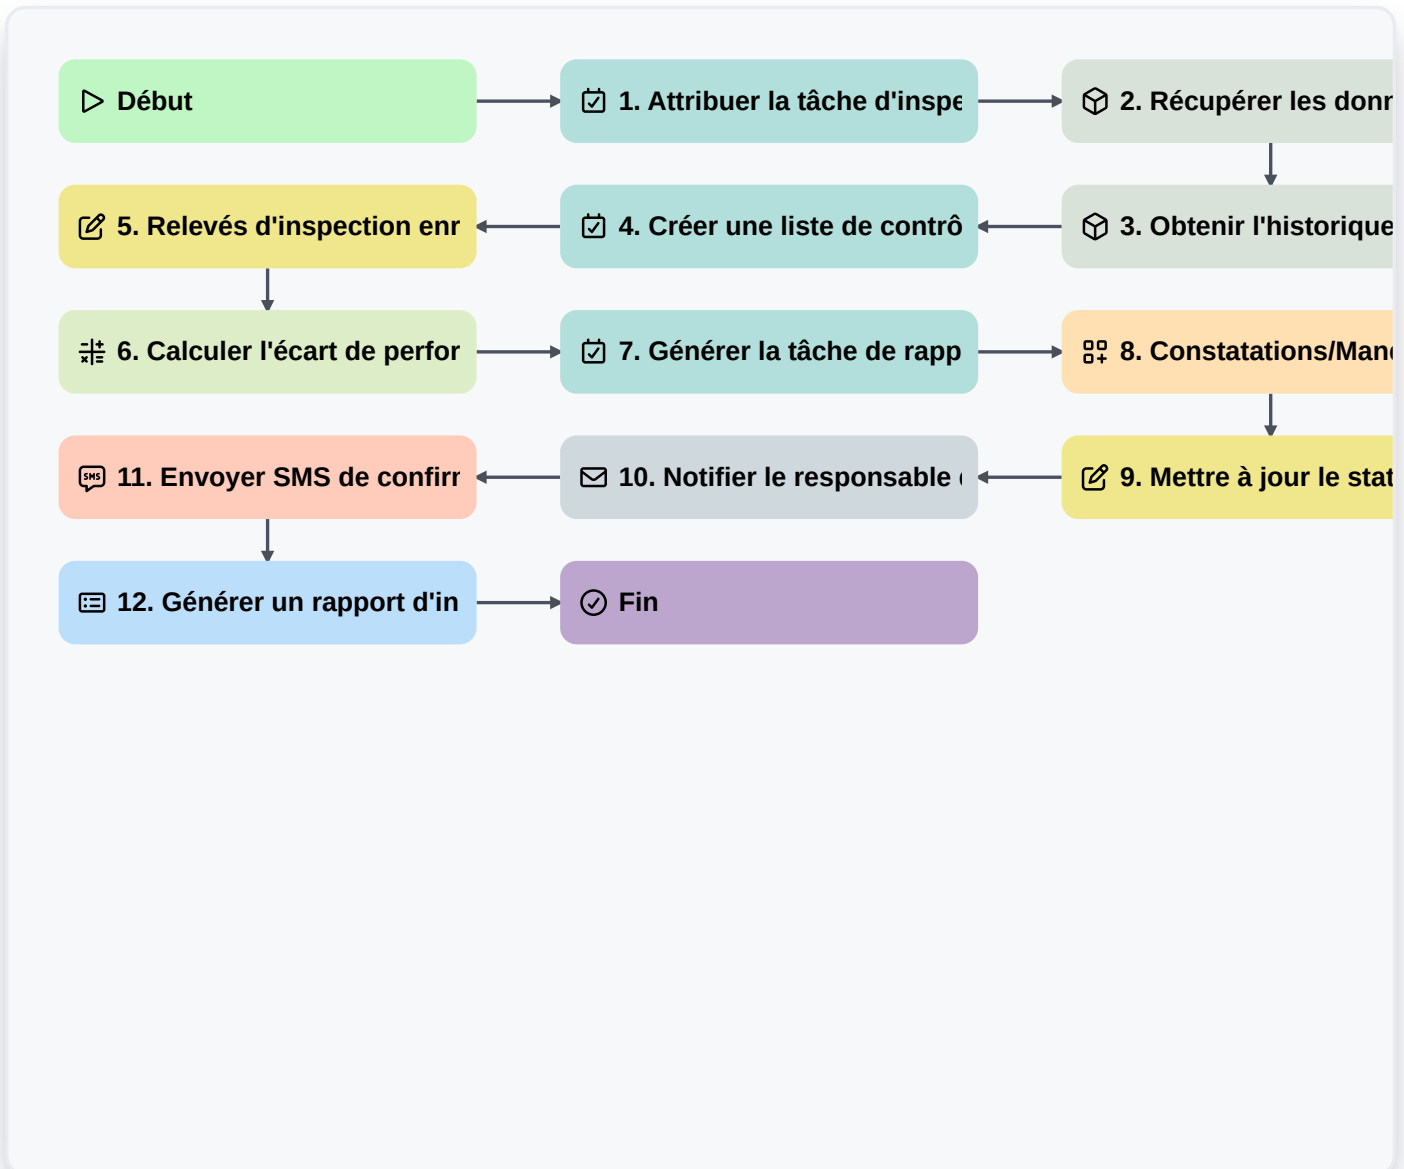 Début
1. Attribuer la tâche d'inspe
2. Récupérer les donn
5. Relevés d'inspection enr
4. Créer une liste de contrô
3. Obtenir l'historique
6. Calculer l'écart de perfor
7. Générer la tâche de rapp
8. Constatations/Man
11. Envoyer SMS de confir
10. Notifier le responsable
9. Mettre à jour le stat
12. Générer un rapport d'in
Fin